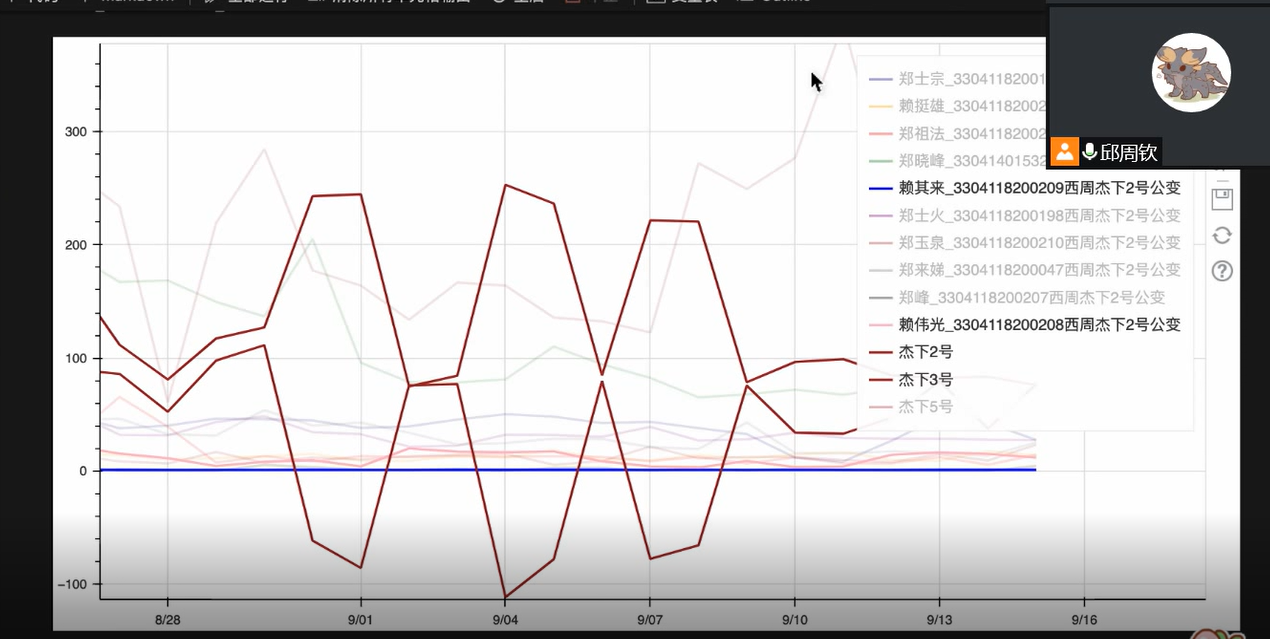 300
200
100
0
−100
8/28
9/01
9/04
9/07
9/10
9/13
9/16
郑士宗_33041182001
赖挺雄_33041182002
郑祖法_33041182002
郑晓峰_33041401532
赖其来_3304118200209西周杰下2号公变
郑士火_3304118200198西周杰下2号公变
郑玉泉_3304118200210西周杰下2号公变
郑来娣_3304118200047西周杰下2号公变
郑峰_3304118200207西周杰下2号公变
赖伟光_3304118200208西周杰下2号公变
杰下2号
杰下3号
杰下5号
邱周钦